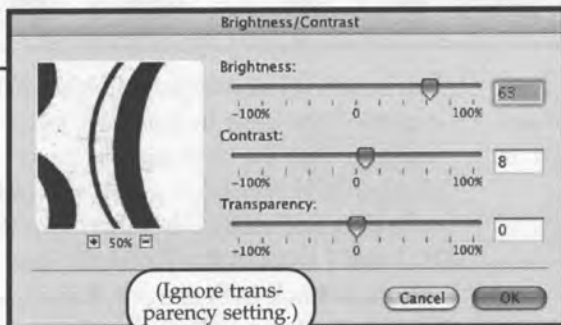 Brightness/Contrast
Brightness:
63
-100% 0 100%
Contrast:
8
-100% 0 100%
Transparency:
0
-100% 0 100%
50%
(Ignore trans-
parency setting.)
Cancel OK